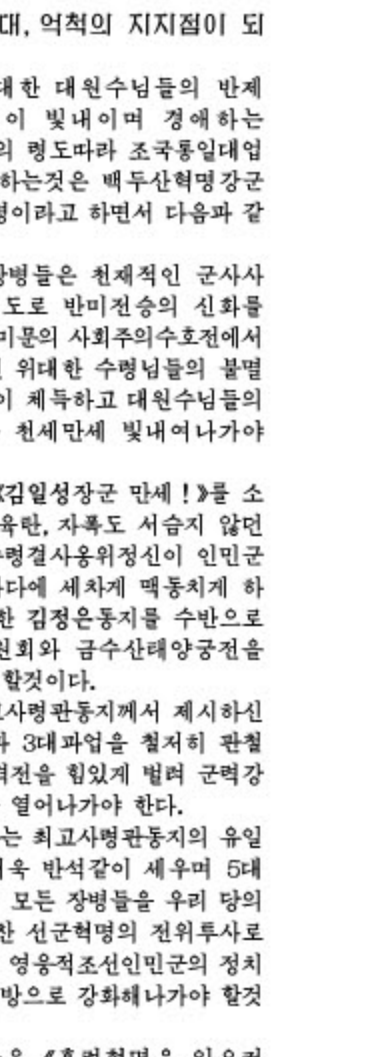 대, 억척의 지지점이 되
대한 대원수님들의 반제
이 빛내이며 경애하는
의 령도따라 조국통일대업
하는것은 백두산혁명강군
명이라고 하면서 다음과 같
장병들은 천재적인 군사사
도로 반미전승의 신화를
미문의 사회주의수호전에서
위대한 수령님들의 불멸
이 체득하고 대원수님들의
천세만세 빛내여나가야
《김일성장군 만세!》를 소
육탄, 자폭도 서슴지 않던
수령결사옹위정신이 인민군
마다에 세차게 맥동치게 하
한 김정은동지를 수반으로
원회와 금수산태양궁전을
할것이다.
고사령관동지께서 제시하신
과 3대과업을 철저히 관철
격전을 힘있게 벌려 군력강
열어나가야 한다.
는 최고사령관동지의 유일
더욱 반석같이 세우며 5대
모든 장병들을 우리 당의
찬 선군혁명의 전위투사로
영웅적조선인민군의 정치
방으로 강화해나가야 할것